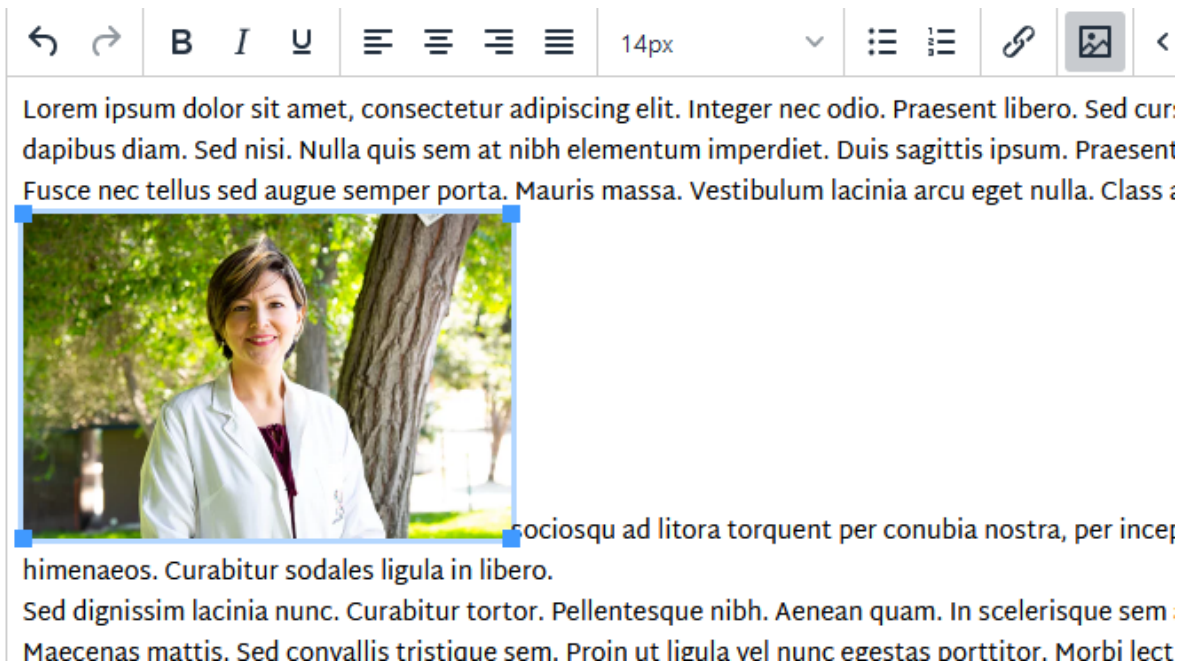 B I U 14px
Lorem ipsum dolor sit amet, consectetur adipiscing elit. Integer nec odio. Praesent libero. Sed
dapibus diam. Sed nisi. Nulla quis sem at nibh elementum imperdiet. Duis sagittis ipsum. Praesent
Fusce nec tellus sed augue semper porta. Mauris massa. Vestibulum lacinia arcu eget nulla. Class
sociosqu ad litora torquent per conubia nostra, per
himenaeos. Curabitur sodales ligula in libero.
Sed dignissim lacinia nunc. Curabitur tortor. Pellentesque nibh. Aenean quam. In scelerisque sem
Maecenas mattis. Sed convallis tristique sem. Proin ut ligula vel nunc egestas porttitor. Morbi